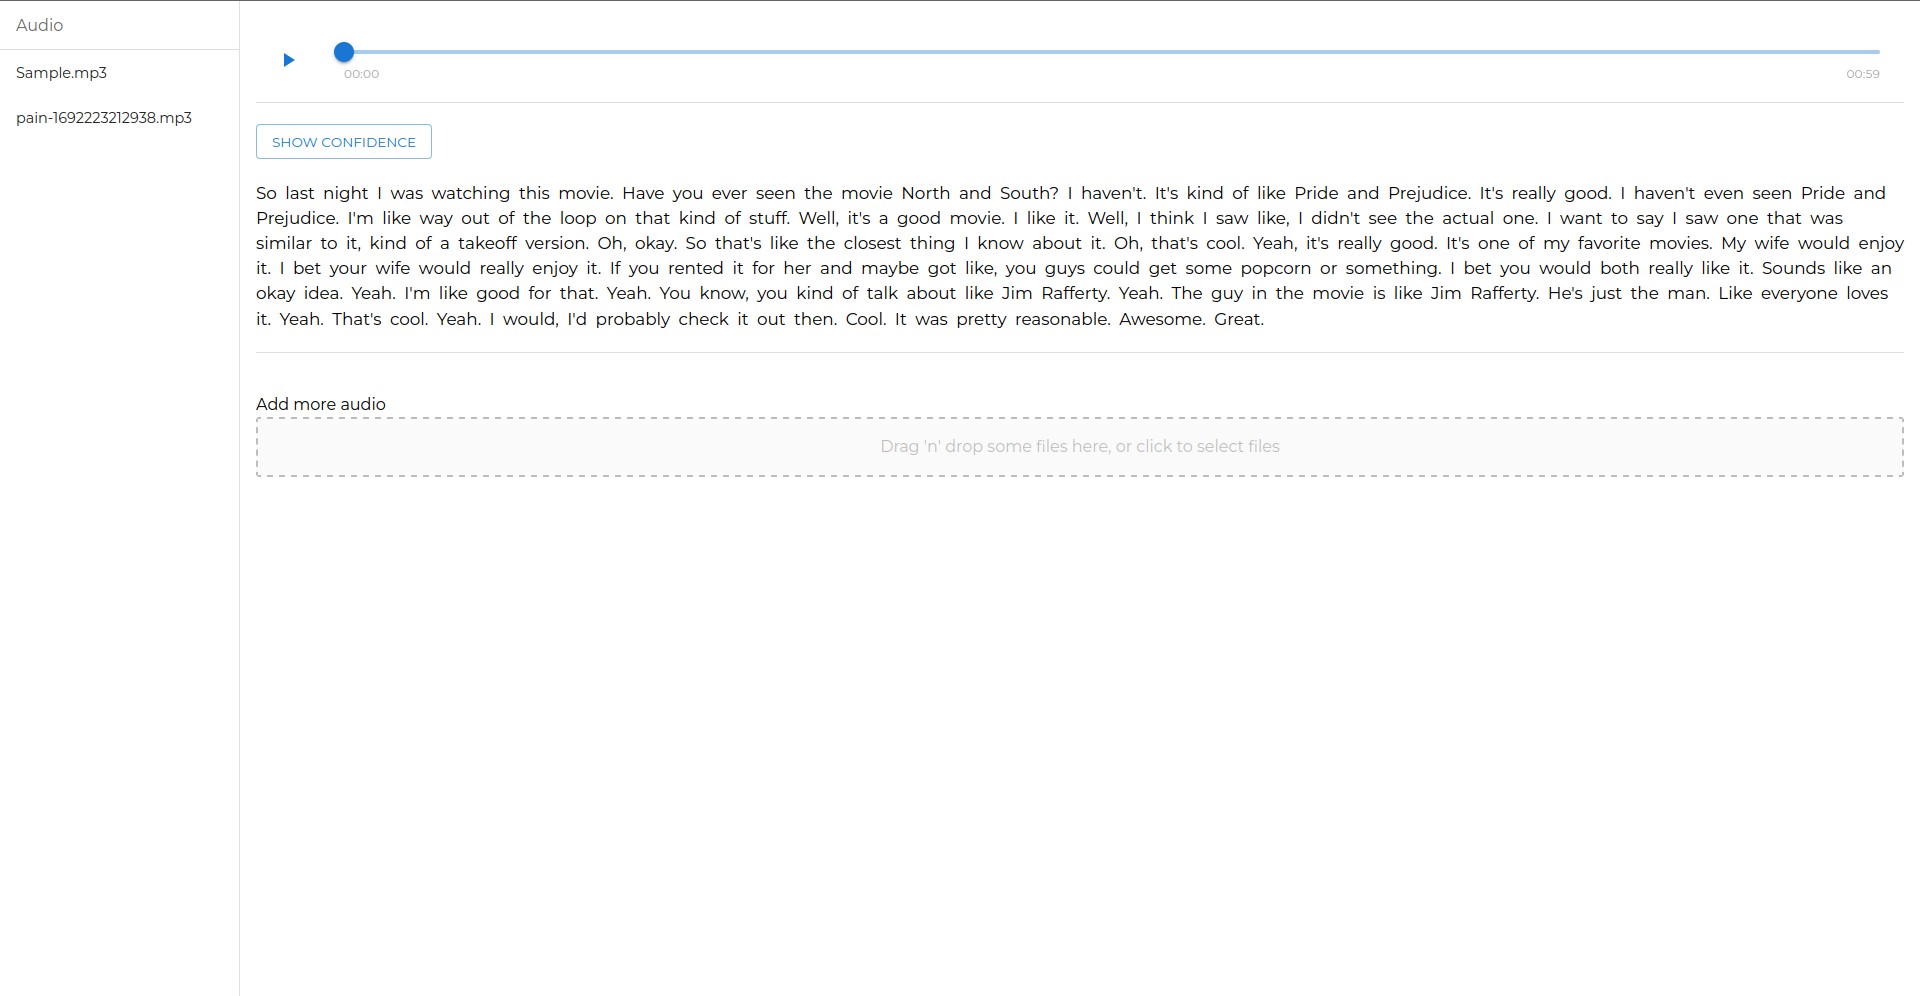 Audio
Sample.mp3
pain-1692223212938.mp3
00:00
00:59
SHOW CONFIDENCE
So last night I was watching this movie. Have you ever seen the movie North and South? I haven't. It's kind of like Pride and Prejudice. It's really good. I haven't even seen Pride and
Prejudice. I'm like way out of the loop on that kind of stuff. Well, it's a good movie. I like it. Well, I think I saw like, I didn't see the actual one. I want to say I saw one that was
similar to it, kind of a takeoff version. Oh, okay. So that's like the closest thing I know about it. Oh, that's cool. Yeah, it's really good. It's one of my favorite movies. My wife would enjoy
it. I bet your wife would really enjoy it. If you rented it for her and maybe got like, you guys could get some popcorn or something. I bet you would both really like it. Sounds like an
okay idea. Yeah. I'm like good for that. Yeah. You know, you kind of talk about like Jim Rafferty. Yeah. The guy in the movie is like Jim Rafferty. He's just the man. Like everyone loves
it. Yeah. That's cool. Yeah. I would, I'd probably check it out then. Cool. It was pretty reasonable. Awesome. Great.
Add more audio
Drag 'n' drop some files here, or click to select files